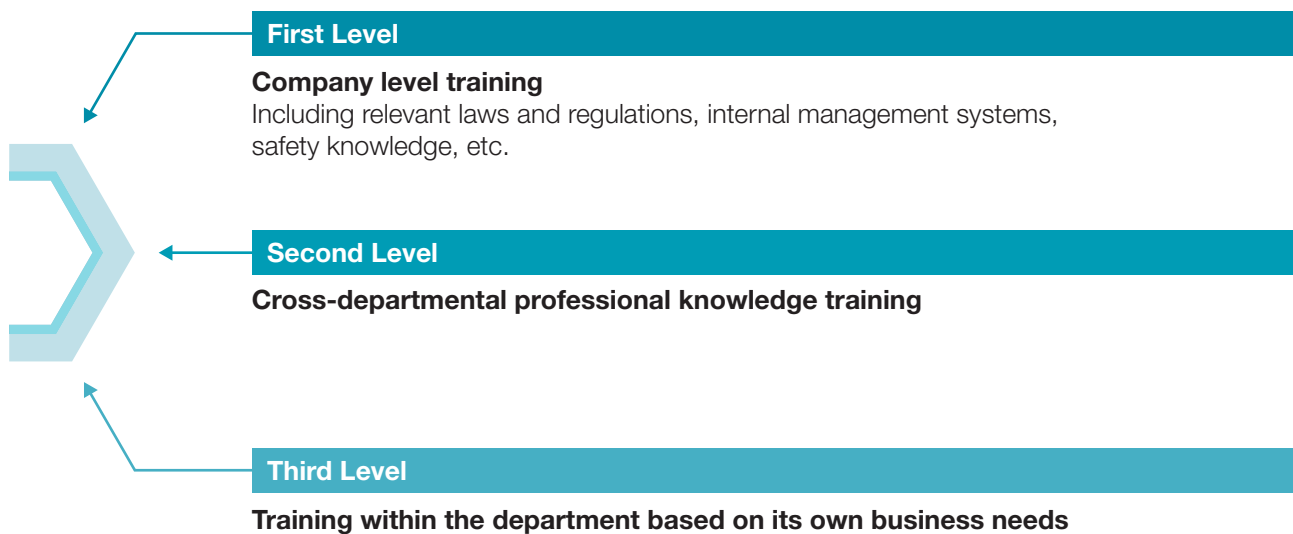 First Level
Company level training
Including relevant laws and regulations, internal management systems,
safety knowledge, etc.
Second Level
Cross-departmental professional knowledge training
Third Level
Training within the department based on its own business needs